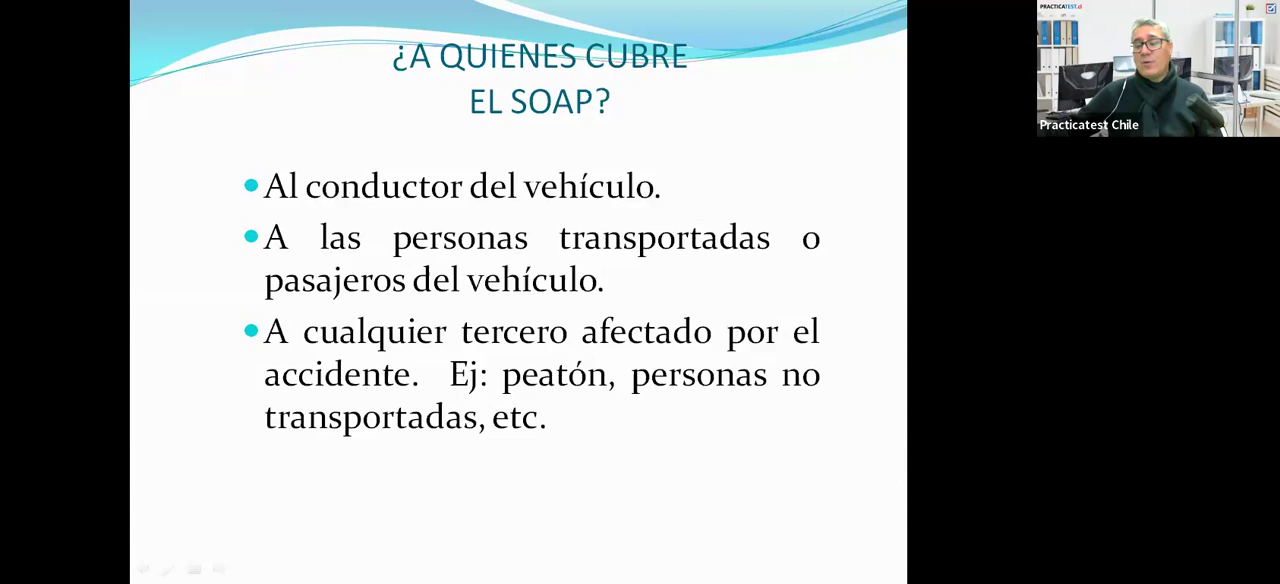 ¿A QUIENES CUBRE
EL SOAP?
Al conductor del vehículo.
A las personas transportadas o
pasajeros del vehículo.
A cualquier tercero afectado por el
accidente. Ej: peatón, personas no
transportadas, etc.
PRACTICATEST.cl
Practicatest Chile